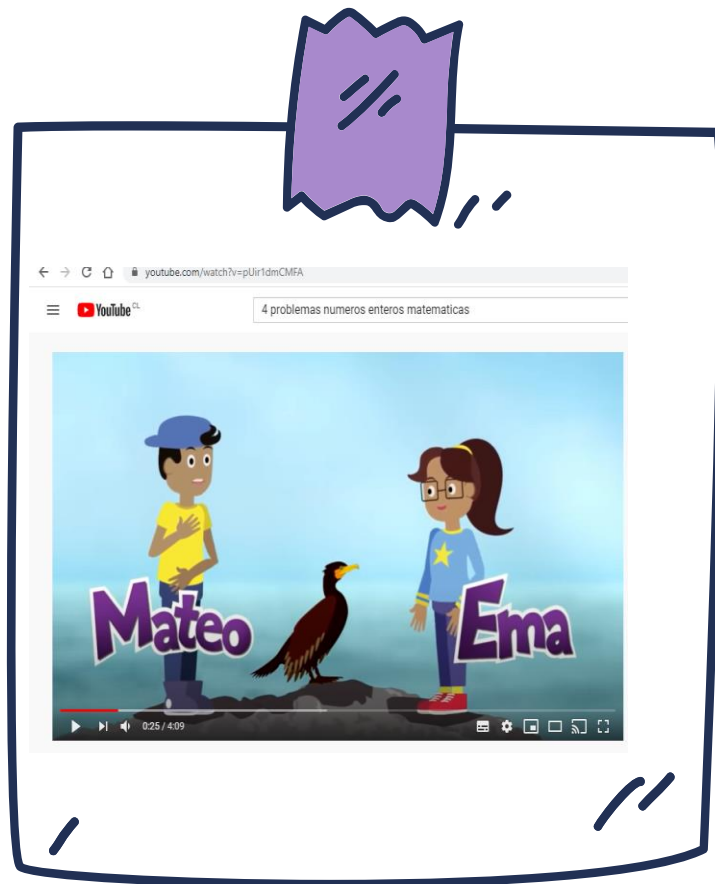 youtube.com/watch?v=pUir1dmCMFA
YouTube CL
4 problemas numeros enteros matematicas
Mateo
Ema
0:25 / 4:09